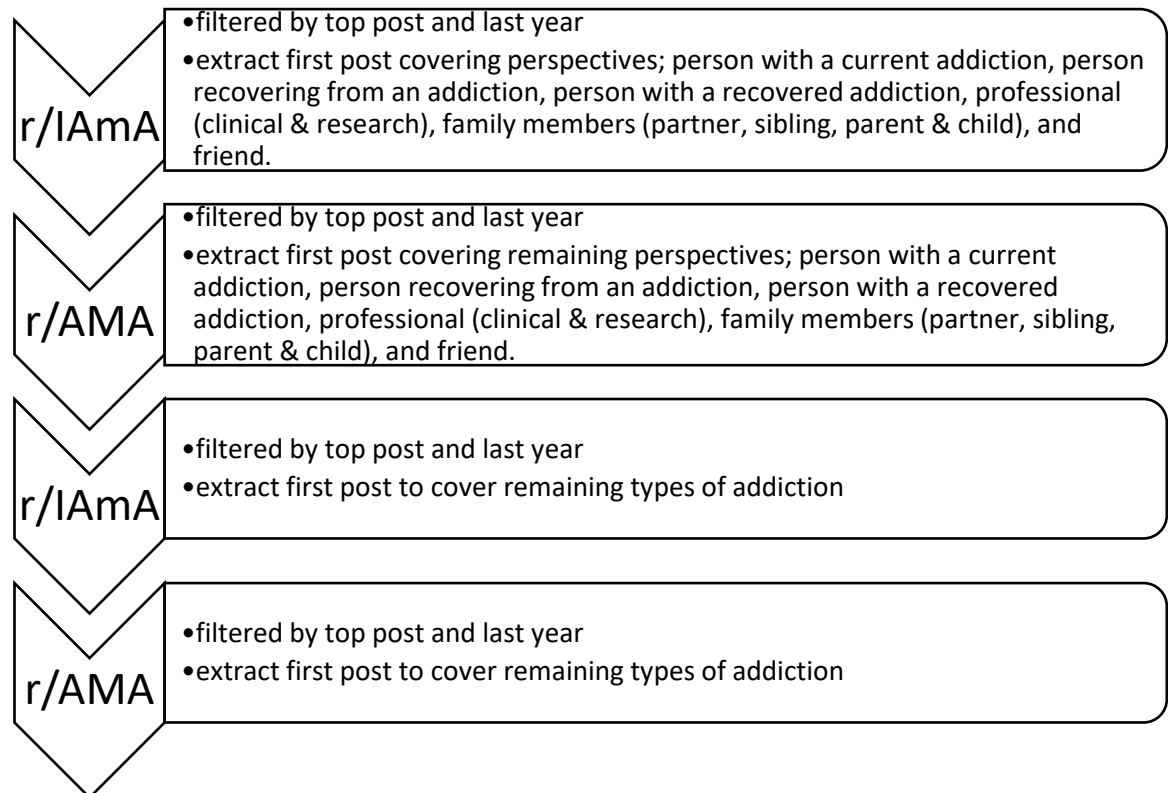 r/IAmA
•filtered by top post and last year
•extract first post covering perspectives; person with a current addiction, person
recovering from an addiction, person with a recovered addiction, professional
(clinical & research), family members (partner, sibling, parent & child), and
friend.
r/AMA
•filtered by top post and last year
•extract first post covering remaining perspectives; person with a current
addiction, person recovering from an addiction, person with a recovered
addiction, professional (clinical & research), family members (partner, sibling,
parent & child), and friend.
r/IAmA
•filtered by top post and last year
•extract first post to cover remaining types of addiction
r/AMA
•filtered by top post and last year
•extract first post to cover remaining types of addiction